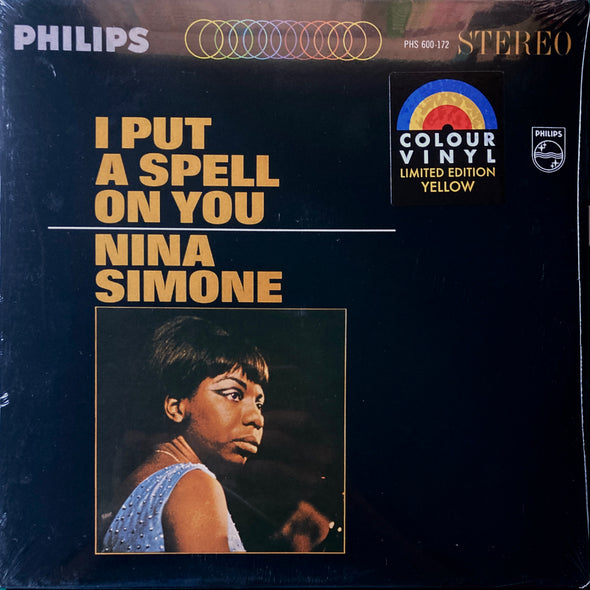 PHILIPS
PHS 600-172 STEREO
COLOUR
VINYL
LIMITED EDITION
YELLOW
PHILIPS
I PUT
A SPELL
ON YOU
NINA
SIMONE